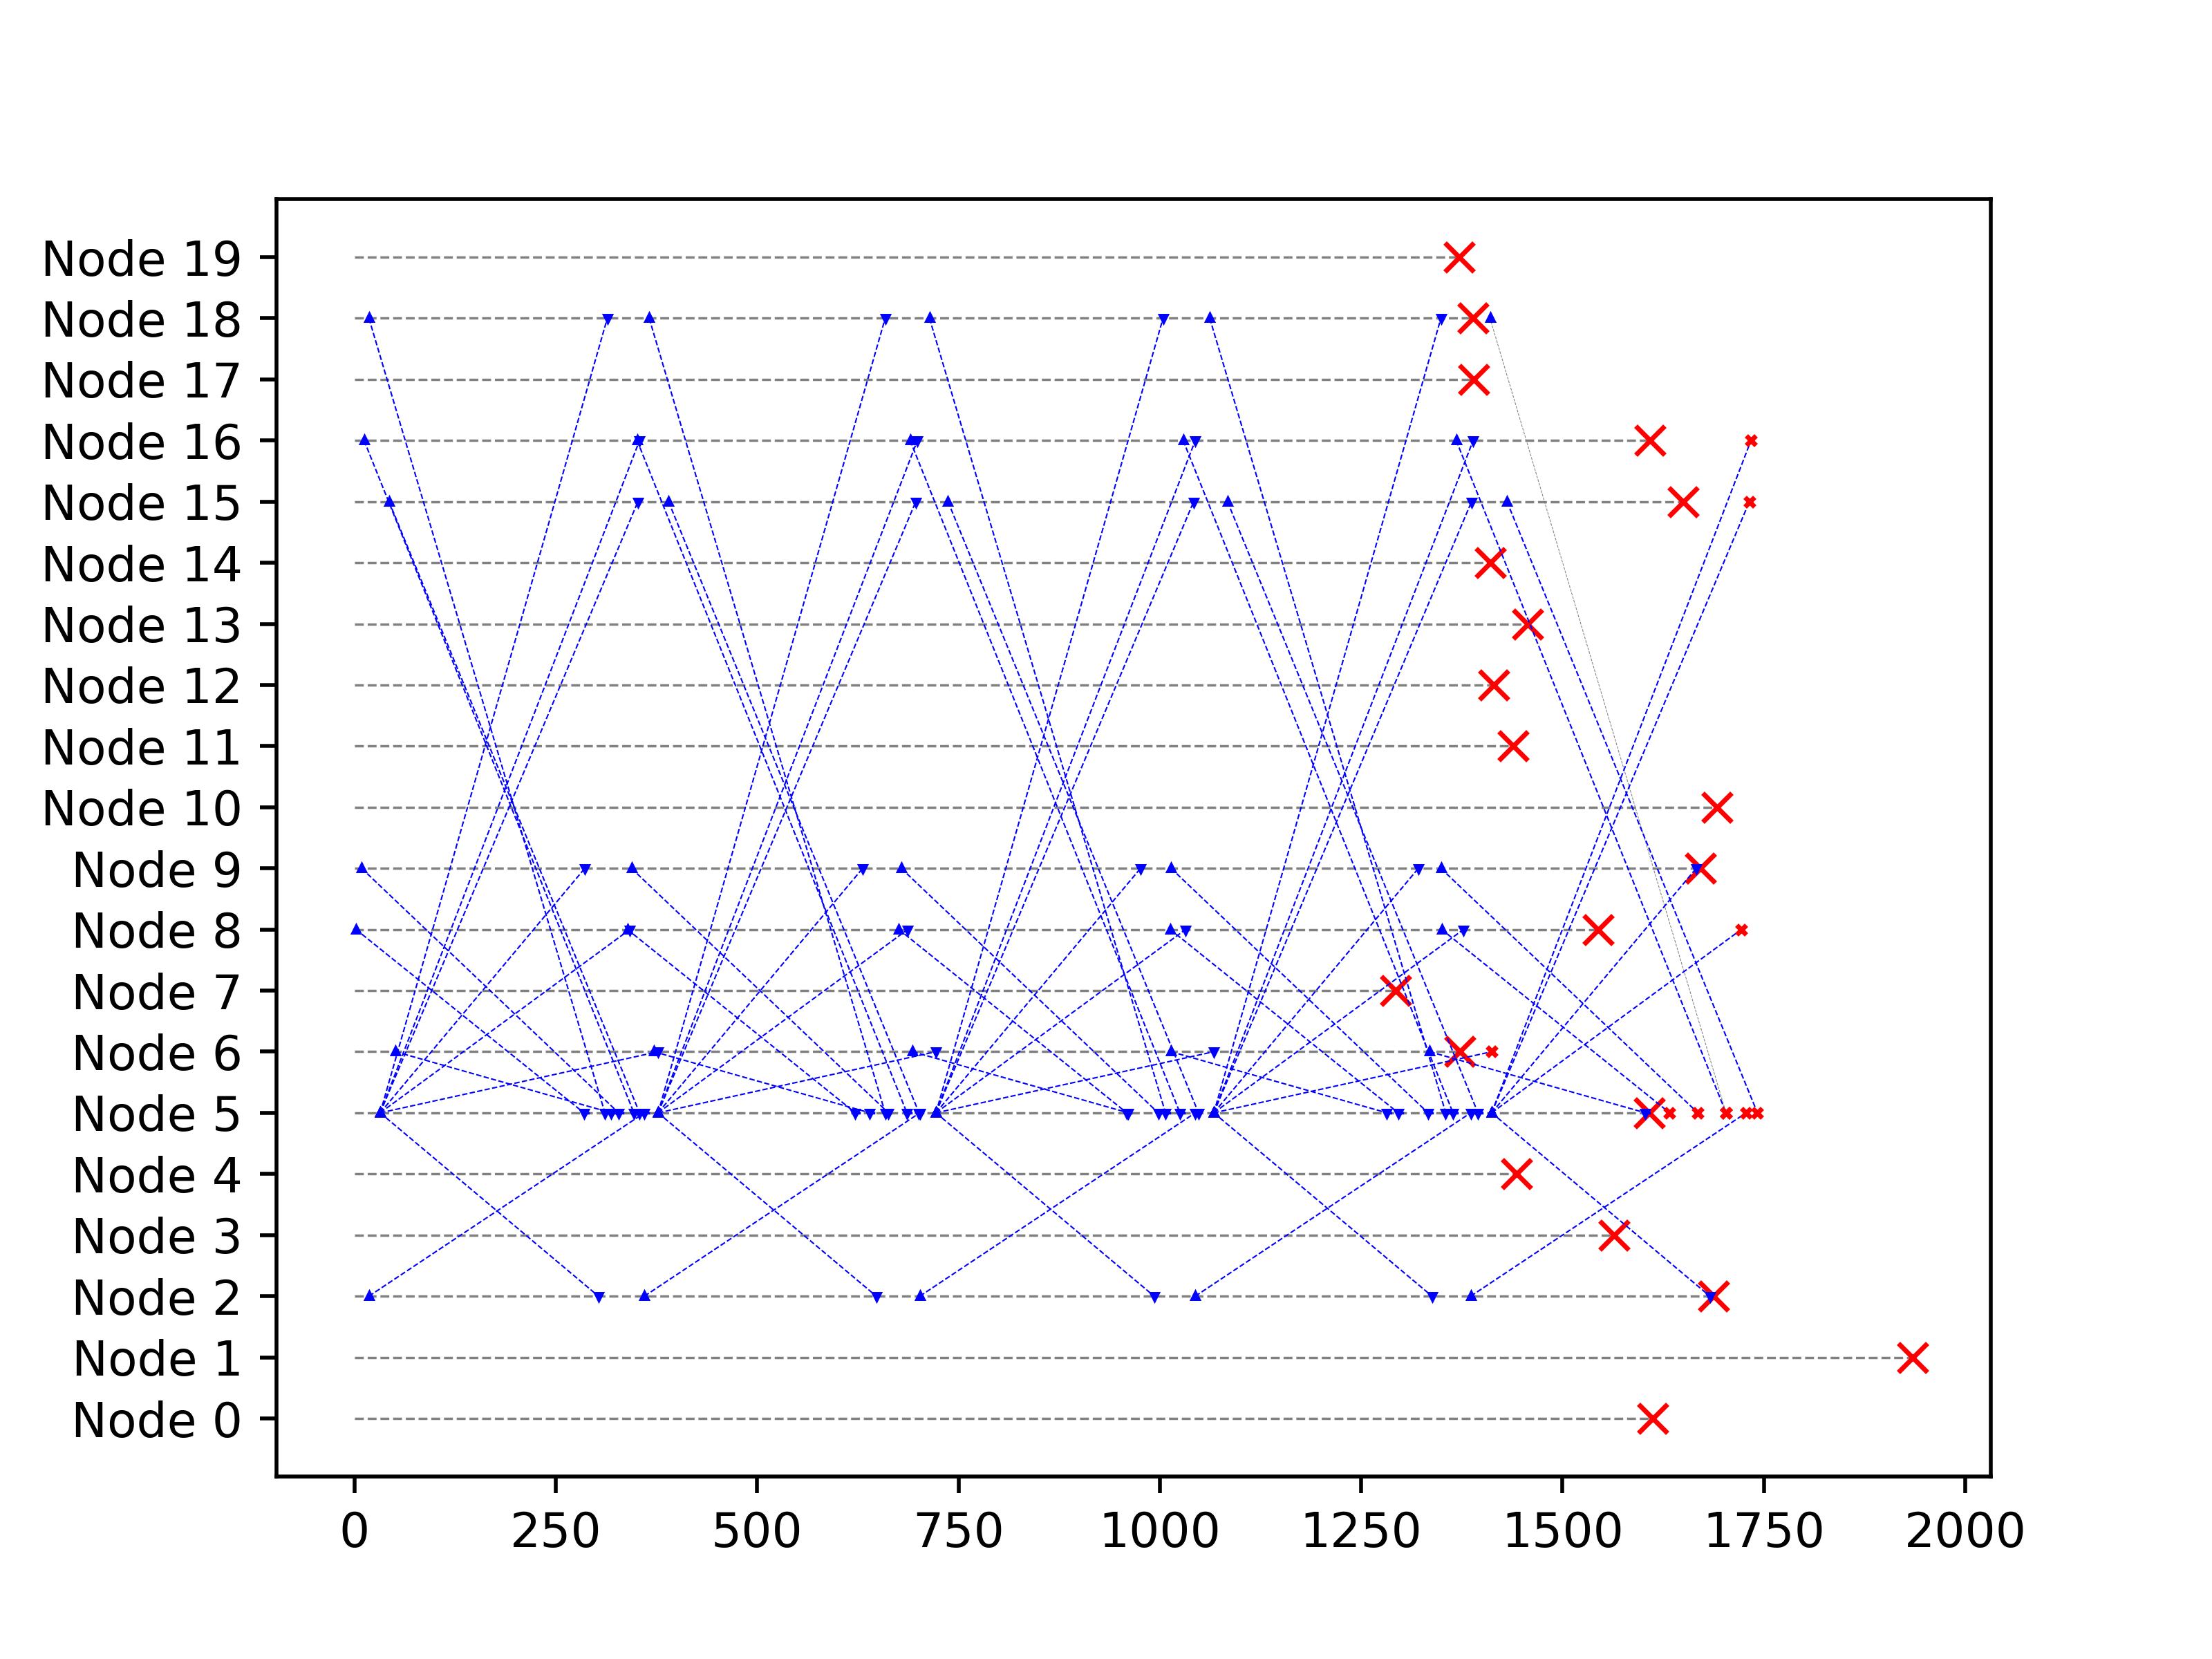 Node 19
Node 18
Node 17
Node 16
Node 15
Node 14
Node 13
Node 12
Node 11
Node 10
Node 9
Node 8
Node 7
Node 6
Node 5
Node 4
Node 3
Node 2
Node 1
Node 0
0 250 500 750 1000 1250 1500 1750 2000